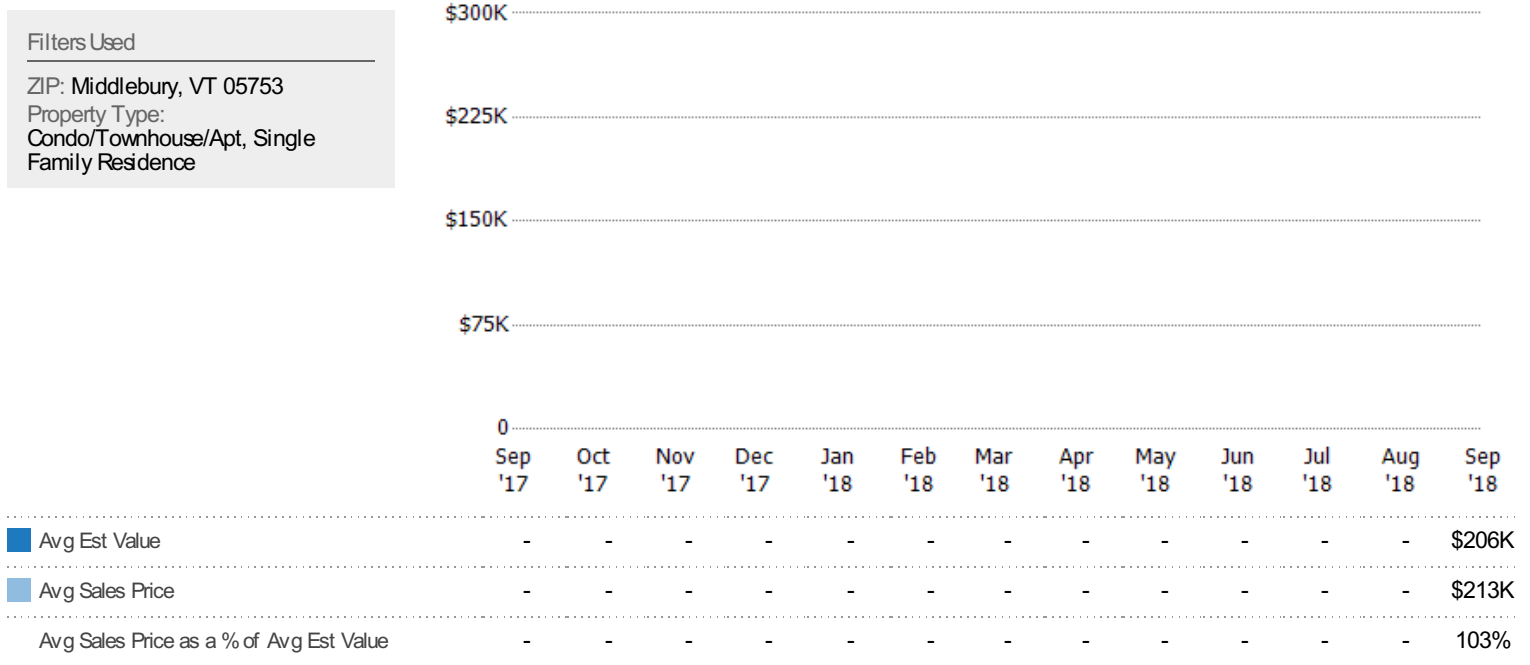 Filters Used
ZIP: Middlebury, VT 05753
Property Type:
Condo/Townhouse/Apt, Single
Family Residence
$300K
$225K
$150K
$75K
0
Sep Oct Nov Dec Jan Feb Mar Apr May Jun Jul Aug Sep
'17 '17 '17 '17 '18 '18 '18 '18 '18 '18 '18 '18 '18
Avg Est Value - - - - - - - - - - - - $206K
Avg Sales Price - - - - - - - - - - - - $213K
Avg Sales Price as a % of Avg Est Value - - - - - - - - - - - - 103%